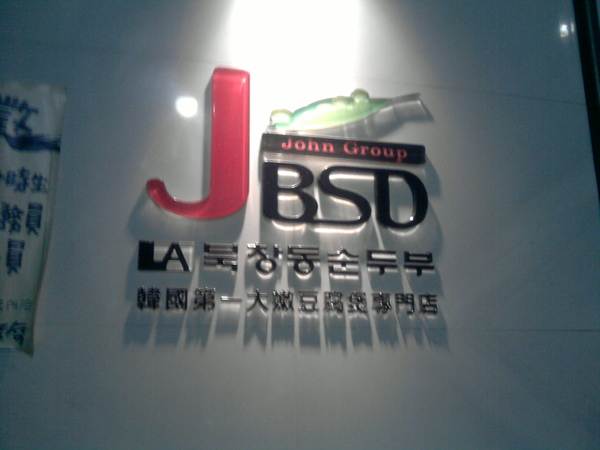 John Group
J BSD
LA 북창동순두부
韓國第一大嫩豆腐煲專門店